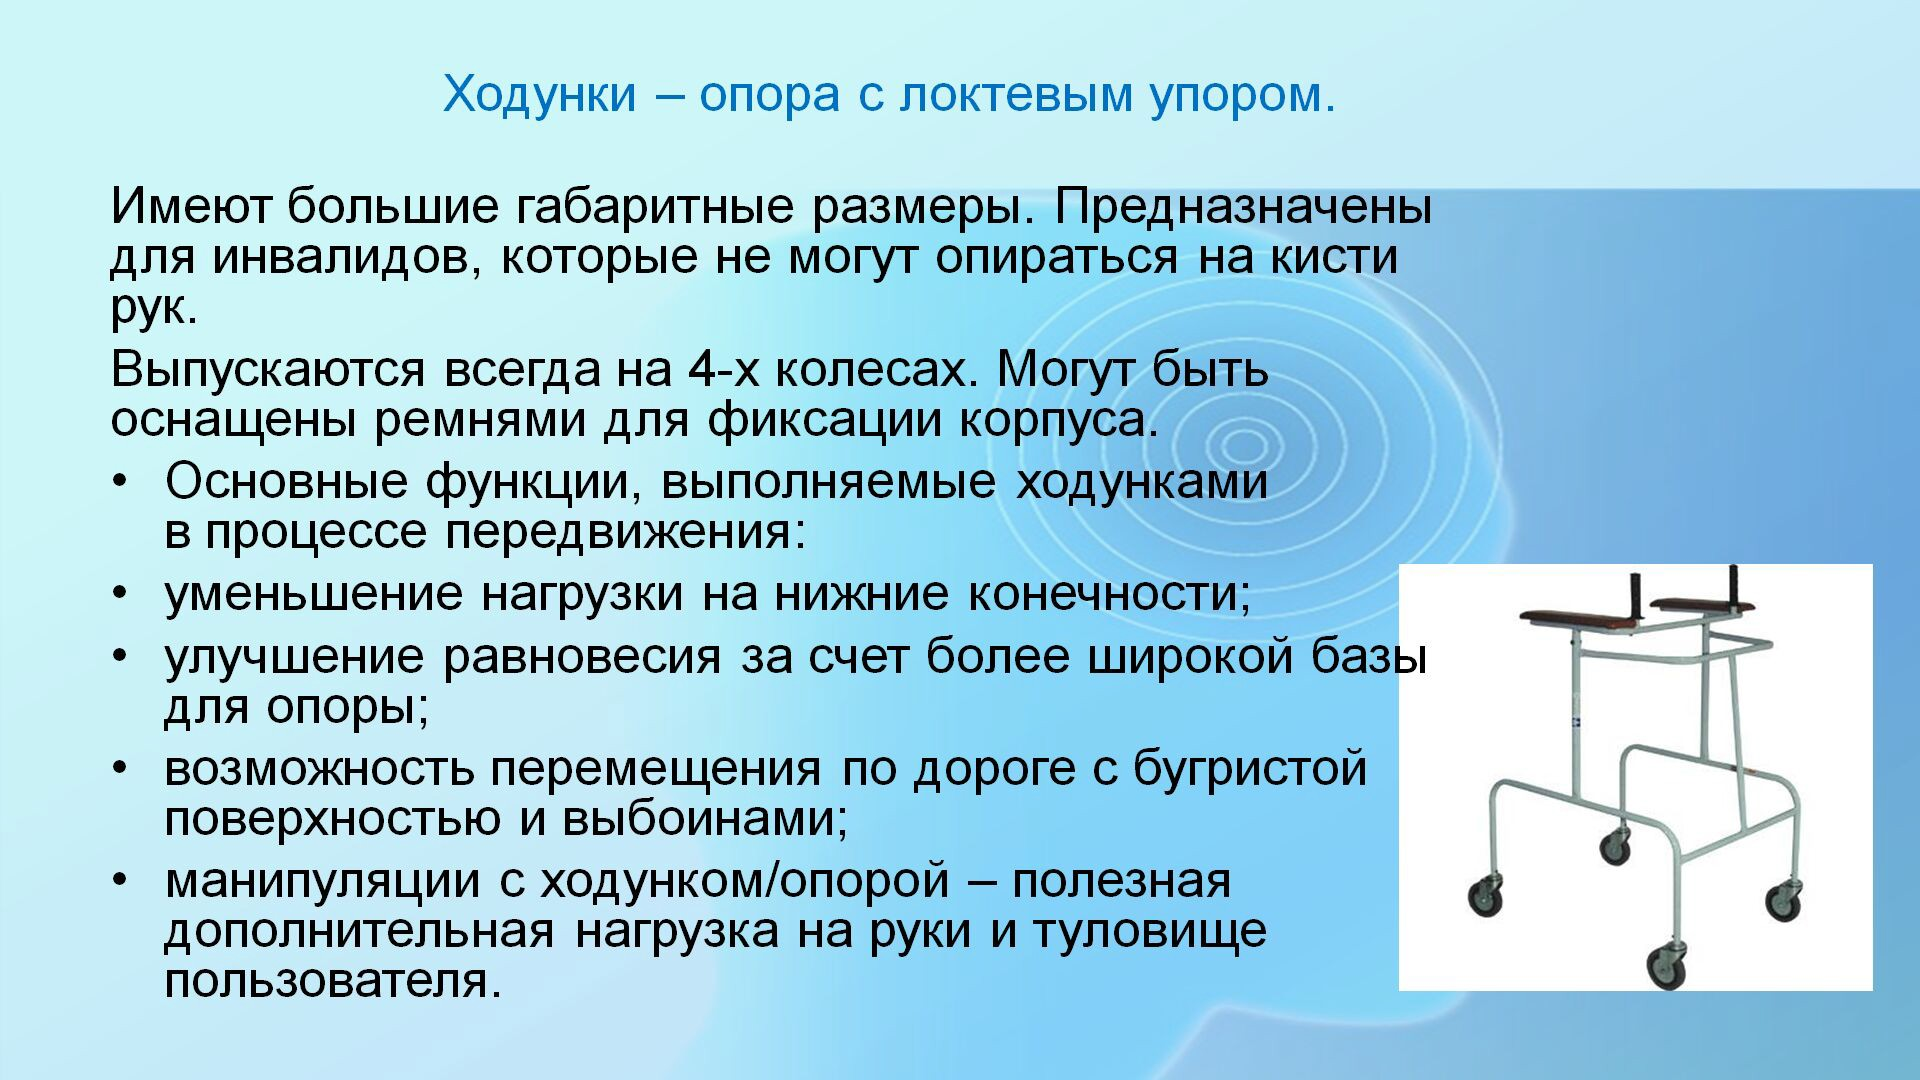 Ходунки – опора с локтевым упором.
Имеют большие габаритные размеры. Предназначены
для инвалидов, которые не могут опираться на кисти
рук.
Выпускаются всегда на 4-х колесах. Могут быть
оснащены ремнями для фиксации корпуса.
• Основные функции, выполняемые ходунками
в процессе передвижения:
• уменьшение нагрузки на нижние конечности;
• улучшение равновесия за счет более широкой базы
для опоры;
• возможность перемещения по дороге с бугристой
поверхностью и выбоинами;
• манипуляции с ходунком/опорой – полезная
дополнительная нагрузка на руки и туловище
пользователя.